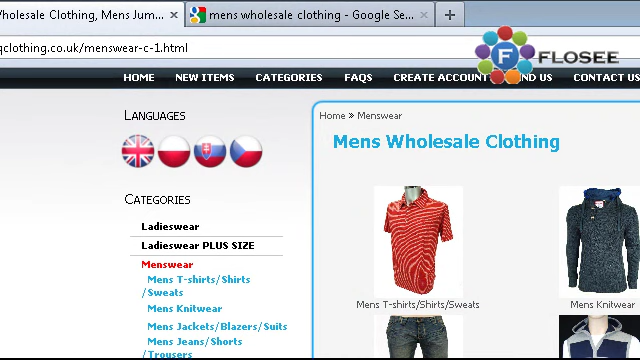 Wholesale Clothing, Mens Jum...
mens wholesale clothing - Google Se...
qclothing.co.uk/menswear-c-1.html
F FLOSEE
HOME NEW ITEMS CATEGORIES FAQS CREATE ACCOUNT FIND US CONTACT US
LANGUAGES
Home » Menswear
Mens Wholesale Clothing
CATEGORIES
Ladieswear
Ladieswear PLUS SIZE
Menswear
Mens T-shirts/Shirts
/Sweats
Mens Knitwear
Mens Jackets/Blazers/Suits
Mens Jeans/Shorts
/Trousers
Mens T-shirts/Shirts/Sweats
Mens Knitwear